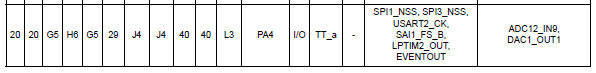 20 20 G5 H6 G5 29 J4 J4 40 40 L3 PA4 I/O TT_a - SPI1_NSS, SPI3_NSS,
USART2_CK,
SAI1_FS_B,
LPTIM2_OUT,
EVENTOUT
ADC12_IN9,
DAC1_OUT1